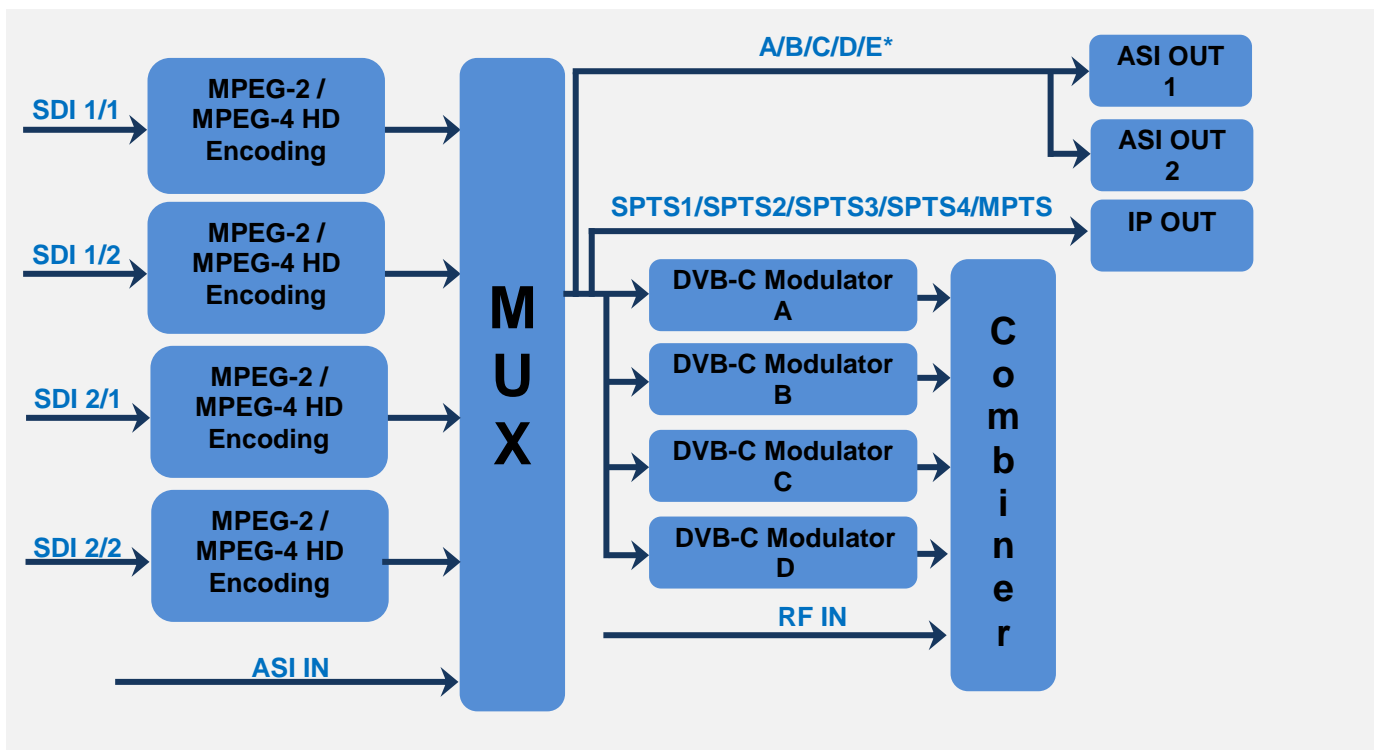 SDI 1/1
MPEG-2 /
MPEG-4 HD
Encoding
SDI 1/2
MPEG-2 /
MPEG-4 HD
Encoding
SDI 2/1
MPEG-2 /
MPEG-4 HD
Encoding
SDI 2/2
MPEG-2 /
MPEG-4 HD
Encoding
ASI IN
M
U
X
A/B/C/D/E*
ASI OUT
1
ASI OUT
2
SPTS1/SPTS2/SPTS3/SPTS4/MPTS
IP OUT
DVB-C Modulator
A
DVB-C Modulator
B
DVB-C Modulator
C
DVB-C Modulator
D
RF IN
C
o
m
b
i
n
e
r